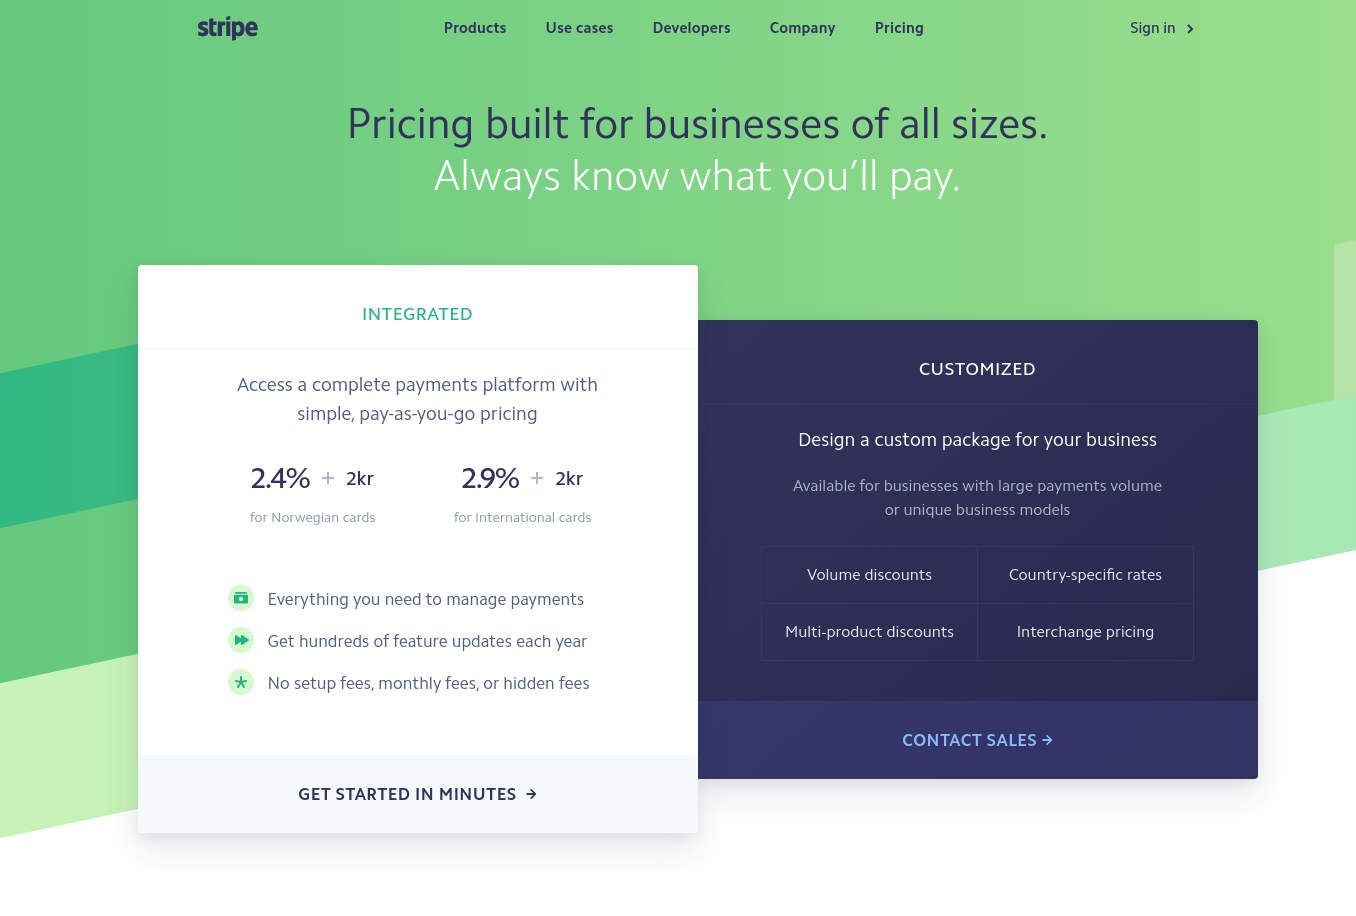 stripe
Products Use cases Developers Company Pricing
Sign in
Pricing built for businesses of all sizes.
Always know what you’ll pay.
INTEGRATED
Access a complete payments platform with
simple, pay-as-you-go pricing
2.4% + 2kr
for Norwegian cards
2.9% + 2kr
for International cards
Everything you need to manage payments
Get hundreds of feature updates each year
No setup fees, monthly fees, or hidden fees
GET STARTED IN MINUTES →
CUSTOMIZED
Design a custom package for your business
Available for businesses with large payments volume
or unique business models
Volume discounts
Country-specific rates
Multi-product discounts
Interchange pricing
CONTACT SALES →